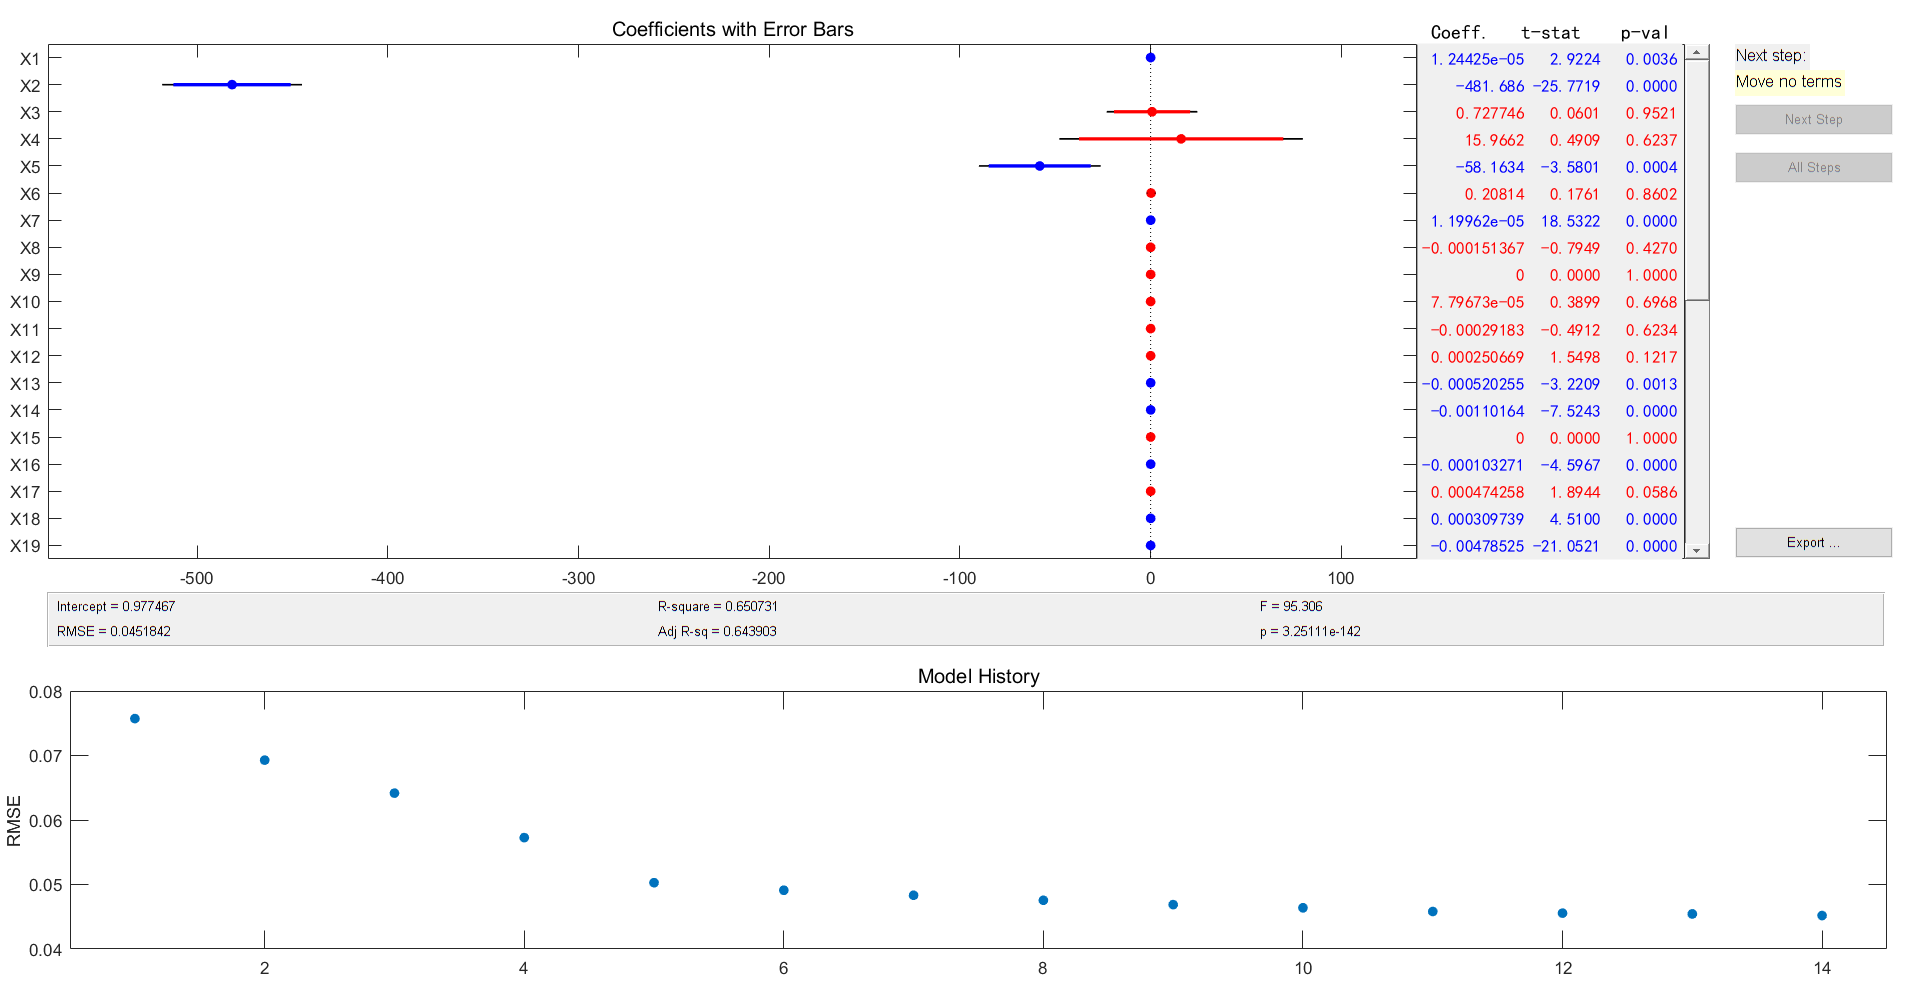 Coefficients with Error Bars
Coeff. t-stat p-val
X1 1.24425e-05 2.9224 0.0036
X2 -481.686 -25.7719 0.0000
X3 0.727746 0.0601 0.9521
X4 15.9662 0.4909 0.6237
X5 -58.1634 -3.5801 0.0004
X6 0.20814 0.1761 0.8602
X7 1.19962e-05 18.5322 0.0000
X8 -0.000151367 -0.7949 0.4270
X9 0 0.0000 1.0000
X10 7.79673e-05 0.3899 0.6968
X11 -0.00029183 -0.4912 0.6234
X12 0.000250669 1.5498 0.1217
X13 -0.000520255 -3.2209 0.0013
X14 -0.00110164 -7.5243 0.0000
X15 0 0.0000 1.0000
X16 -0.000103271 -4.5967 0.0000
X17 0.000474258 1.8944 0.0586
X18 0.000309739 4.5100 0.0000
X19 -0.00478525 -21.0521 0.0000
-500 -400 -300 -200 -100 0 100
Next step:
Move no terms
Next Step
All Steps
Export ...
Intercept = 0.977467 R-square = 0.650731 F = 95.306
RMSE = 0.0451842 Adj R-sq = 0.643903 p = 3.25111e-142
Model History
RMSE
0.08
0.07
0.06
0.05
0.04
2 4 6 8 10 12 14